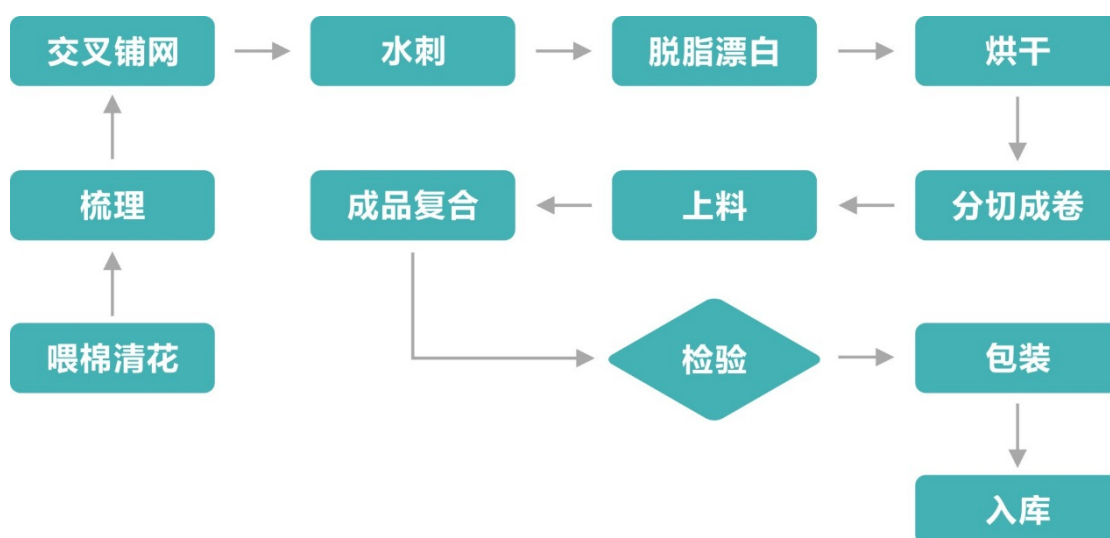 交叉铺网
水刺
脱脂漂白
烘干
梳理
成品复合
上料
分切成卷
喂棉清花
检验
包装
入库